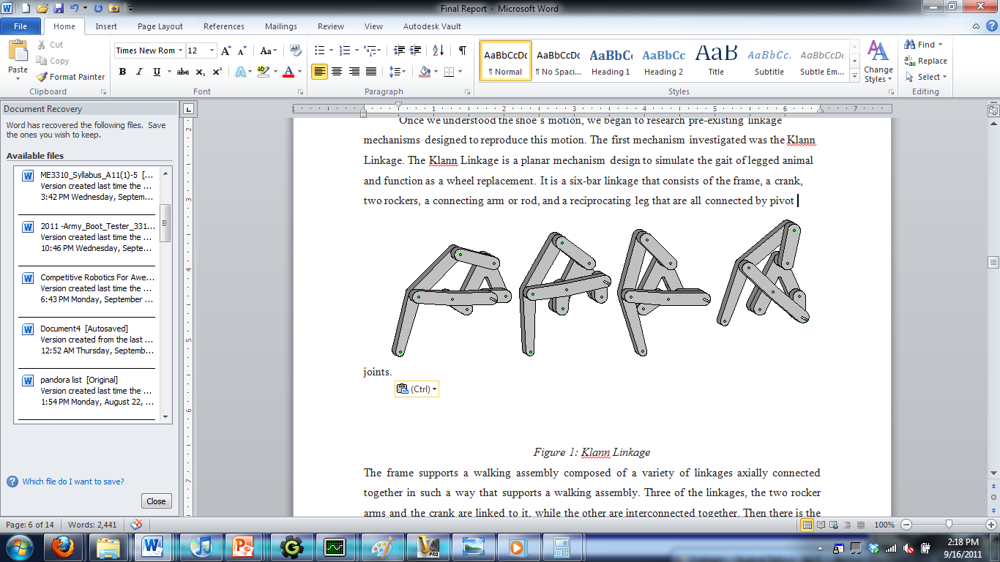 Final Report - Microsoft Word
File Home Insert Page Layout References Mailings Review View Autodesk Vault
Paste
Cut
Copy
Format Painter
Clipboard
Times New Rom 12
Font
Paragraph
AaBbCcDc AaBbCcDc AaBbC AaBbCc AaB AaBbCc. AaBbCcDc
¶ Normal ¶ No Spaci... Heading 1 Heading 2 Title Subtitle Subtle Em...
Change Styles
Styles
Find
Replace
Select
Editing
Document Recovery
Word has recovered the following files. Save
the ones you wish to keep.
Available files
ME3310_Syllabus_A11(1)-5 [...
Version created last time the ...
3:42 PM Wednesday, Septem...
2011 -Army_Boot_Tester_331...
Version created last time the ...
10:46 PM Wednesday, Septe...
Competitive Robotics For Awe...
Version created last time the ...
6:43 PM Monday, September ...
Document4 [Autosaved]
Version created from the last ...
12:52 AM Thursday, Septemb...
pandora list [Original]
Version created last time the ...
1:54 PM Monday, August 22, ...
Which file do I want to save?
Close
1 1 2 3 4 5 6 7
2
3
4
5
6
7
Once we understood the shoe's motion, we began to research pre-existing linkage
mechanisms designed to reproduce this motion. The first mechanism investigated was the Klann
Linkage. The Klann Linkage is a planar mechanism design to simulate the gait of legged animal
and function as a wheel replacement. It is a six-bar linkage that consists of the frame, a crank,
two rockers, a connecting arm or rod, and a reciprocating leg that are all connected by pivot
joints.
(Ctrl)
Figure 1: Klann Linkage
The frame supports a walking assembly composed of a variety of linkages axially connected
together in such a way that supports a walking assembly. Three of the linkages, the two rocker
arms and the crank are linked to it, while the other are interconnected together. Then there is the
Page: 6 of 14 Words: 2,441
100%
2:18 PM
9/16/2011